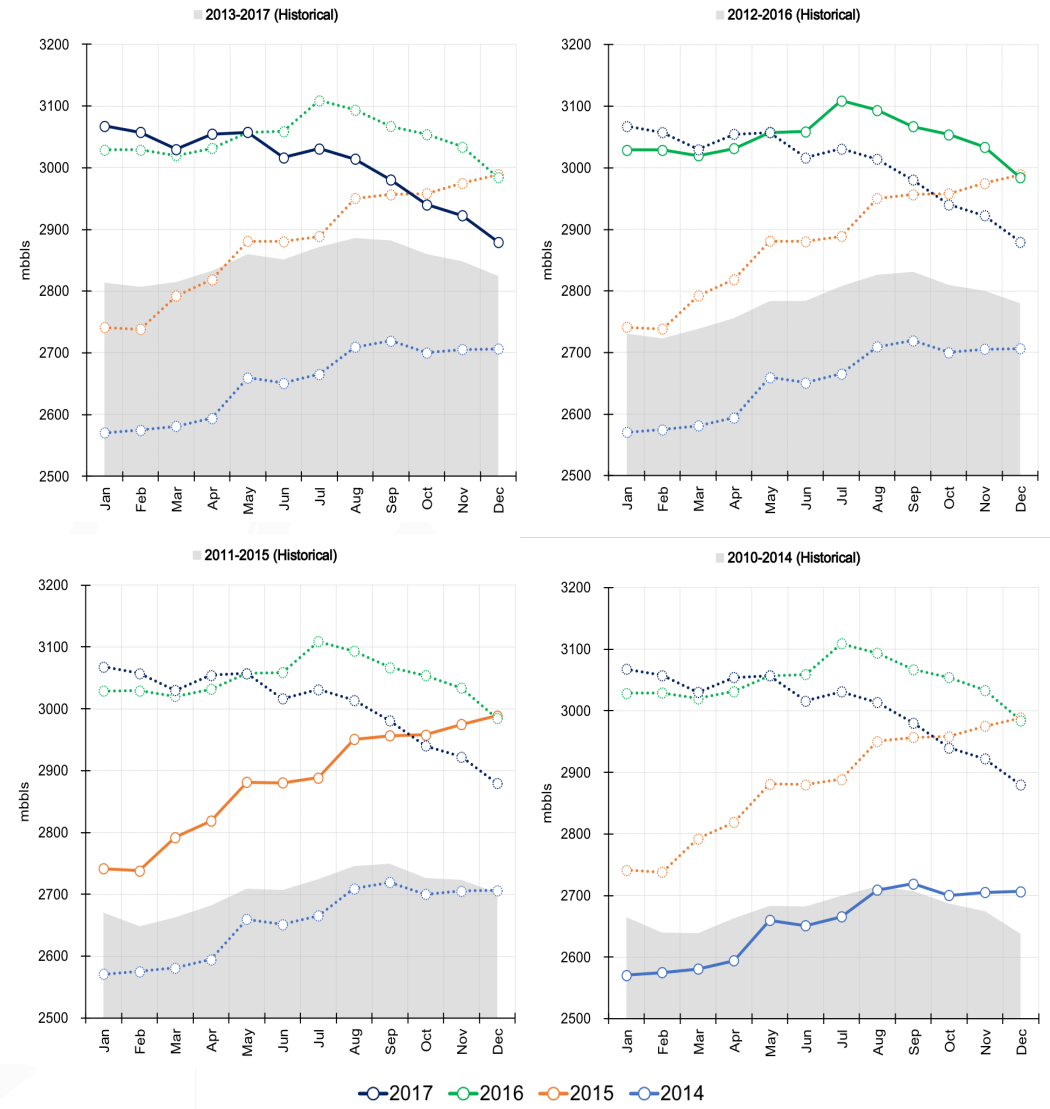 2013-2017 (Historical)
3200
3100
3000
2900
2800
2700
2600
2500
mbbls
Jan Feb Mar Apr May Jun Jul Aug Sep Oct Nov Dec
2012-2016 (Historical)
3200
3100
3000
2900
2800
2700
2600
2500
mbbls
Jan Feb Mar Apr May Jun Jul Aug Sep Oct Nov Dec
2011-2015 (Historical)
3200
3100
3000
2900
2800
2700
2600
2500
mbbls
Jan Feb Mar Apr May Jun Jul Aug Sep Oct Nov Dec
2010-2014 (Historical)
3200
3100
3000
2900
2800
2700
2600
2500
mbbls
Jan Feb Mar Apr May Jun Jul Aug Sep Oct Nov Dec
2017 2016 2015 2014